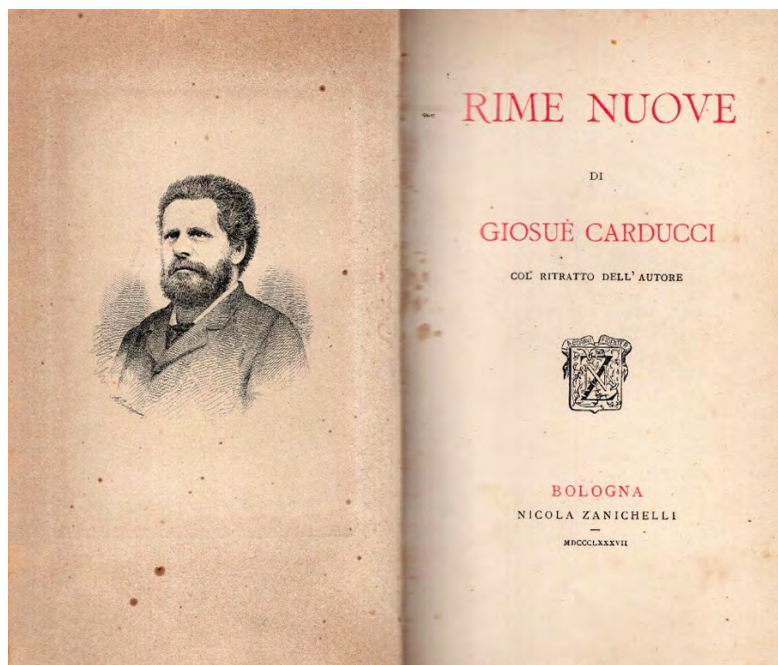 RIME NUOVE
DI
GIOSUÈ CARDUCCI
COL RITRATTO DELL' AUTORE
BOLOGNA
NICOLA ZANICHELLI
MDCCCLXXXVII